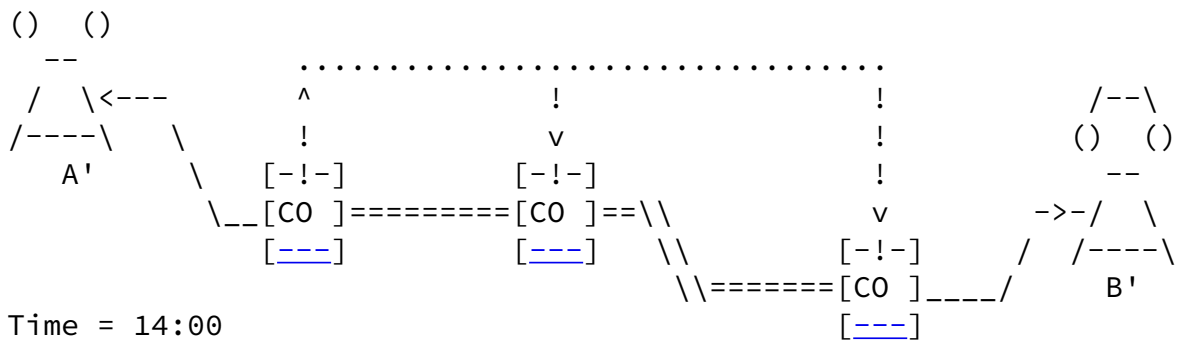 ()   ()
   --            ..................................
 /   \<---       ^             !                  !            /--\
/----\   \       !             v                  !           ()  ()
   A'     \    [-!-]         [-!-]                !             --
           \__[CO ]=========[CO ]==\\             v        ->-/   \
               [---]         [---]   \\        [-!-]      /  /----\
                                      \\=======[CO ]____/     B'
Time = 14:00                                   [---]